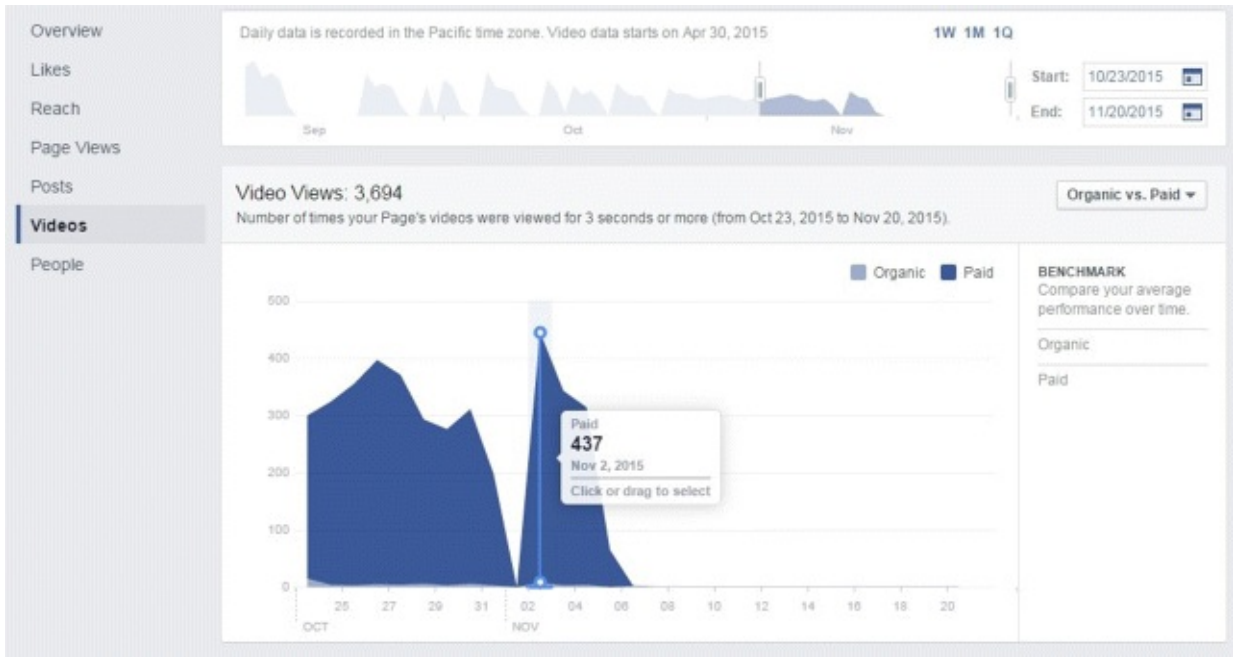 Overview
Likes
Reach
Page Views
Posts
Videos
People
Daily data is recorded in the Pacific time zone. Video data starts on Apr 30, 2015
1W 1M 1Q
Sep
Oct
Nov
Start: 10/23/2015
End: 11/20/2015
Video Views: 3,694
Number of times your Page's videos were viewed for 3 seconds or more (from Oct 23, 2015 to Nov 20, 2015).
Organic vs. Paid
Organic Paid
500
400
300
200
100
0
Paid
437
Nov 2, 2015
Click or drag to select
25 27 29 31 02 04 06 08 10 12 14 16 18 20
OCT NOV
BENCHMARK
Compare your average
performance over time.
Organic
Paid